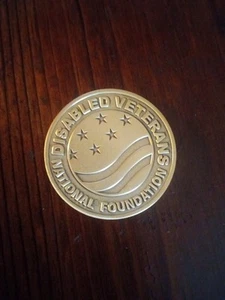 DISABLED VETERANS
NATIONAL FOUNDATION